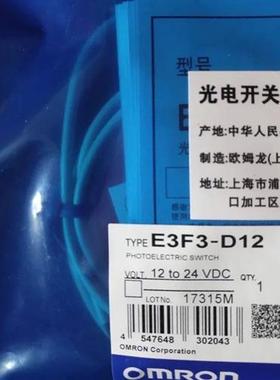 型号
光电开关
产地:中华人民
制造:欧姆龙(上
地址:上海市浦
口加工区
TYPE E3F3-D12
PHOTOELECTRIC SWITCH
VOLT. 12 to 24 VDC QTY.
1
LOT No. 17315M
4 547648 302043
OMRON Corporation
OMRON